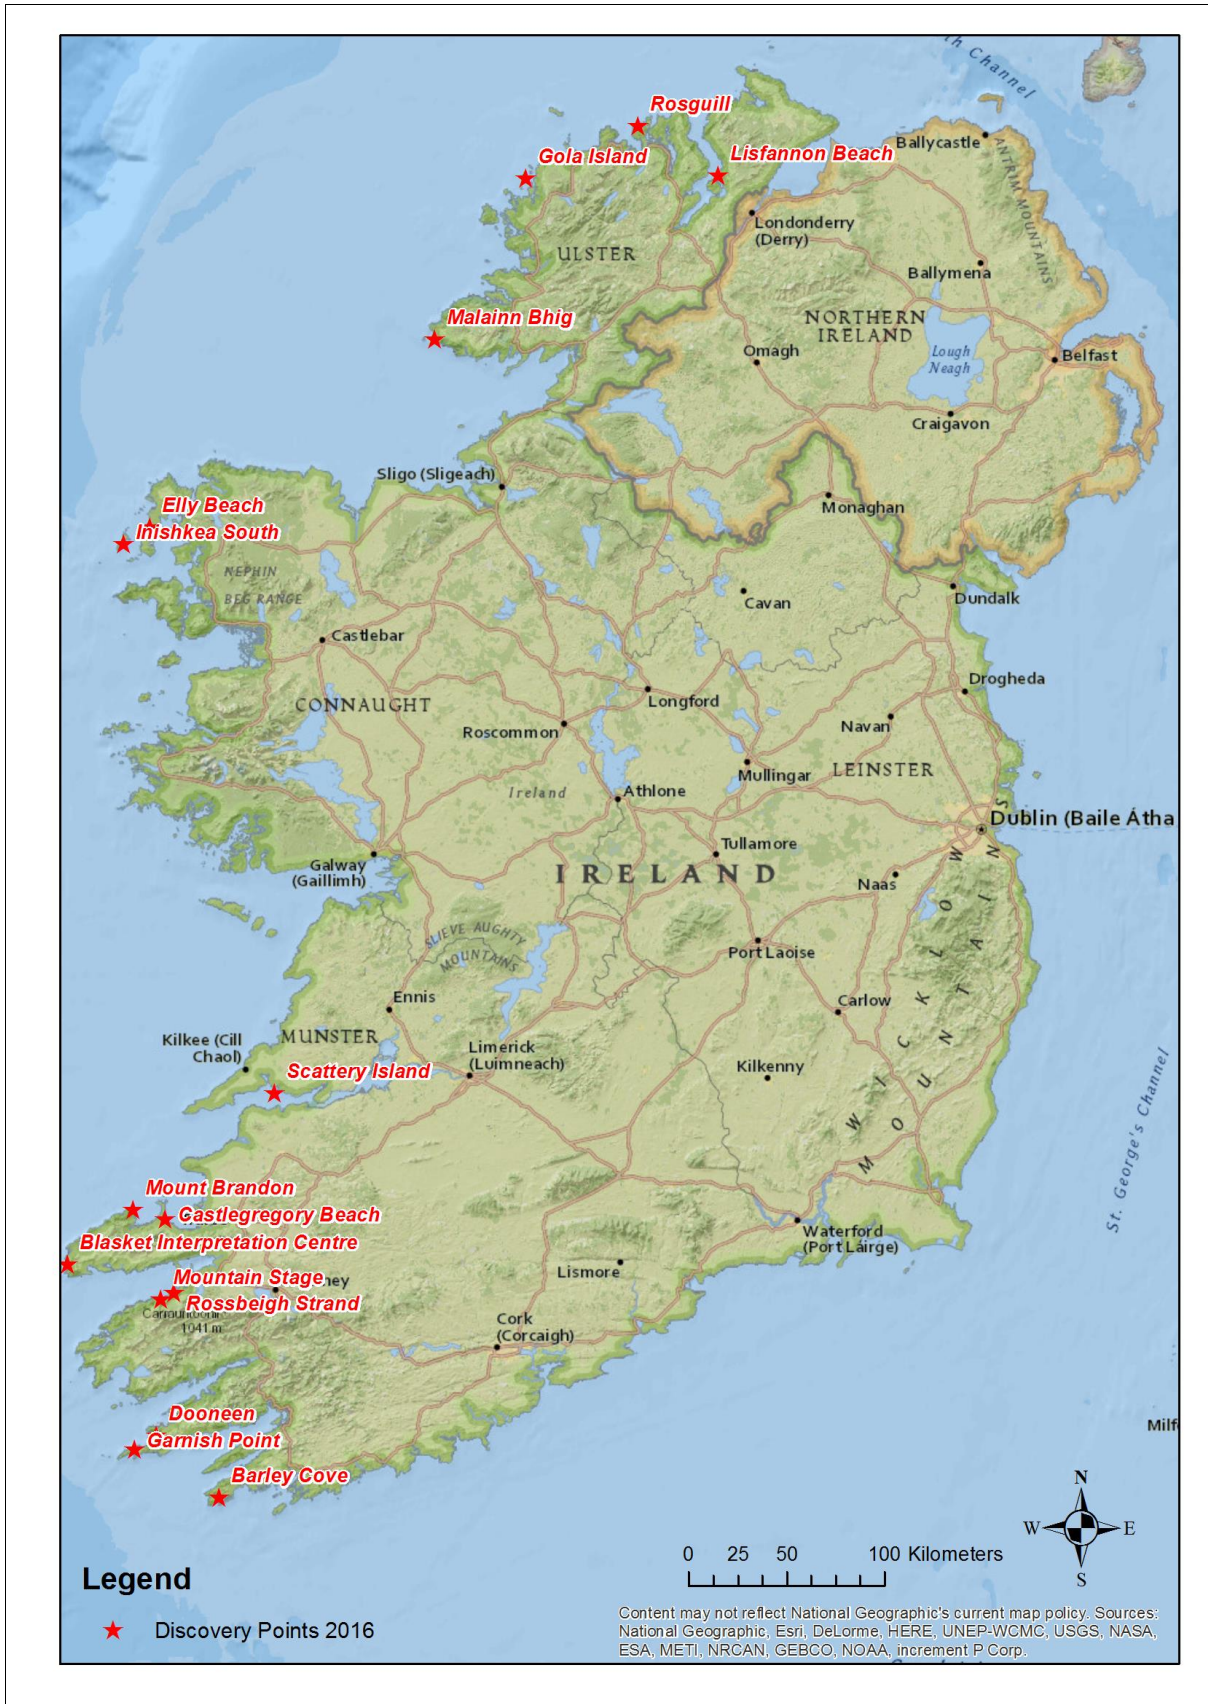 th Channel
Rosguill
Ballycastle
ANTRIM MOUNTAINS
Gola Island
Lisfannon Beach
Londonderry
(Derry)
ULSTER
Ballymena
Malainn Bhig
NORTHERN
IRELAND
Omagh
Lough
Neagh
Belfast
Craigavon
Sligo (Sligeach)
Monaghan
Elly Beach
Inishkea South
NEPHIN
BEG RANGE
Cavan
Dundalk
Castlebar
Drogheda
CONNAUGHT
Longford
Roscommon
Navan
Mullingar
LEINSTER
Ireland
Athlone
Dublin (Baile Átha
Tullamore
Galway
(Gaillimh)
IRELAND
Naas
WICKLOW
MOUNTAINS
SLIEVE AUGHTY
MOUNTAINS
Port Laoise
Ennis
Carlow
Kilkee (Cill
Chaol)
MUNSTER
Limerick
(Luimneach)
Kilkenny
Scattery Island
St. George's Channel
Mount Brandon
Castlegregory Beach
Waterford
(Port Láirge)
Blasket Interpretation Centre
Lismore
Mountain Stage
ney
Rossbeigh Strand
1041 m
Cork
(Corcaigh)
Dooneen
Garnish Point
Milf
Barley Cove
N
W E
S
0 25 50 100 Kilometers
Legend
Discovery Points 2016
Content may not reflect National Geographic's current map policy. Sources:
National Geographic, Esri, DeLorme, HERE, UNEP-WCMC, USGS, NASA,
ESA, METI, NRCAN, GEBCO, NOAA, increment P Corp.